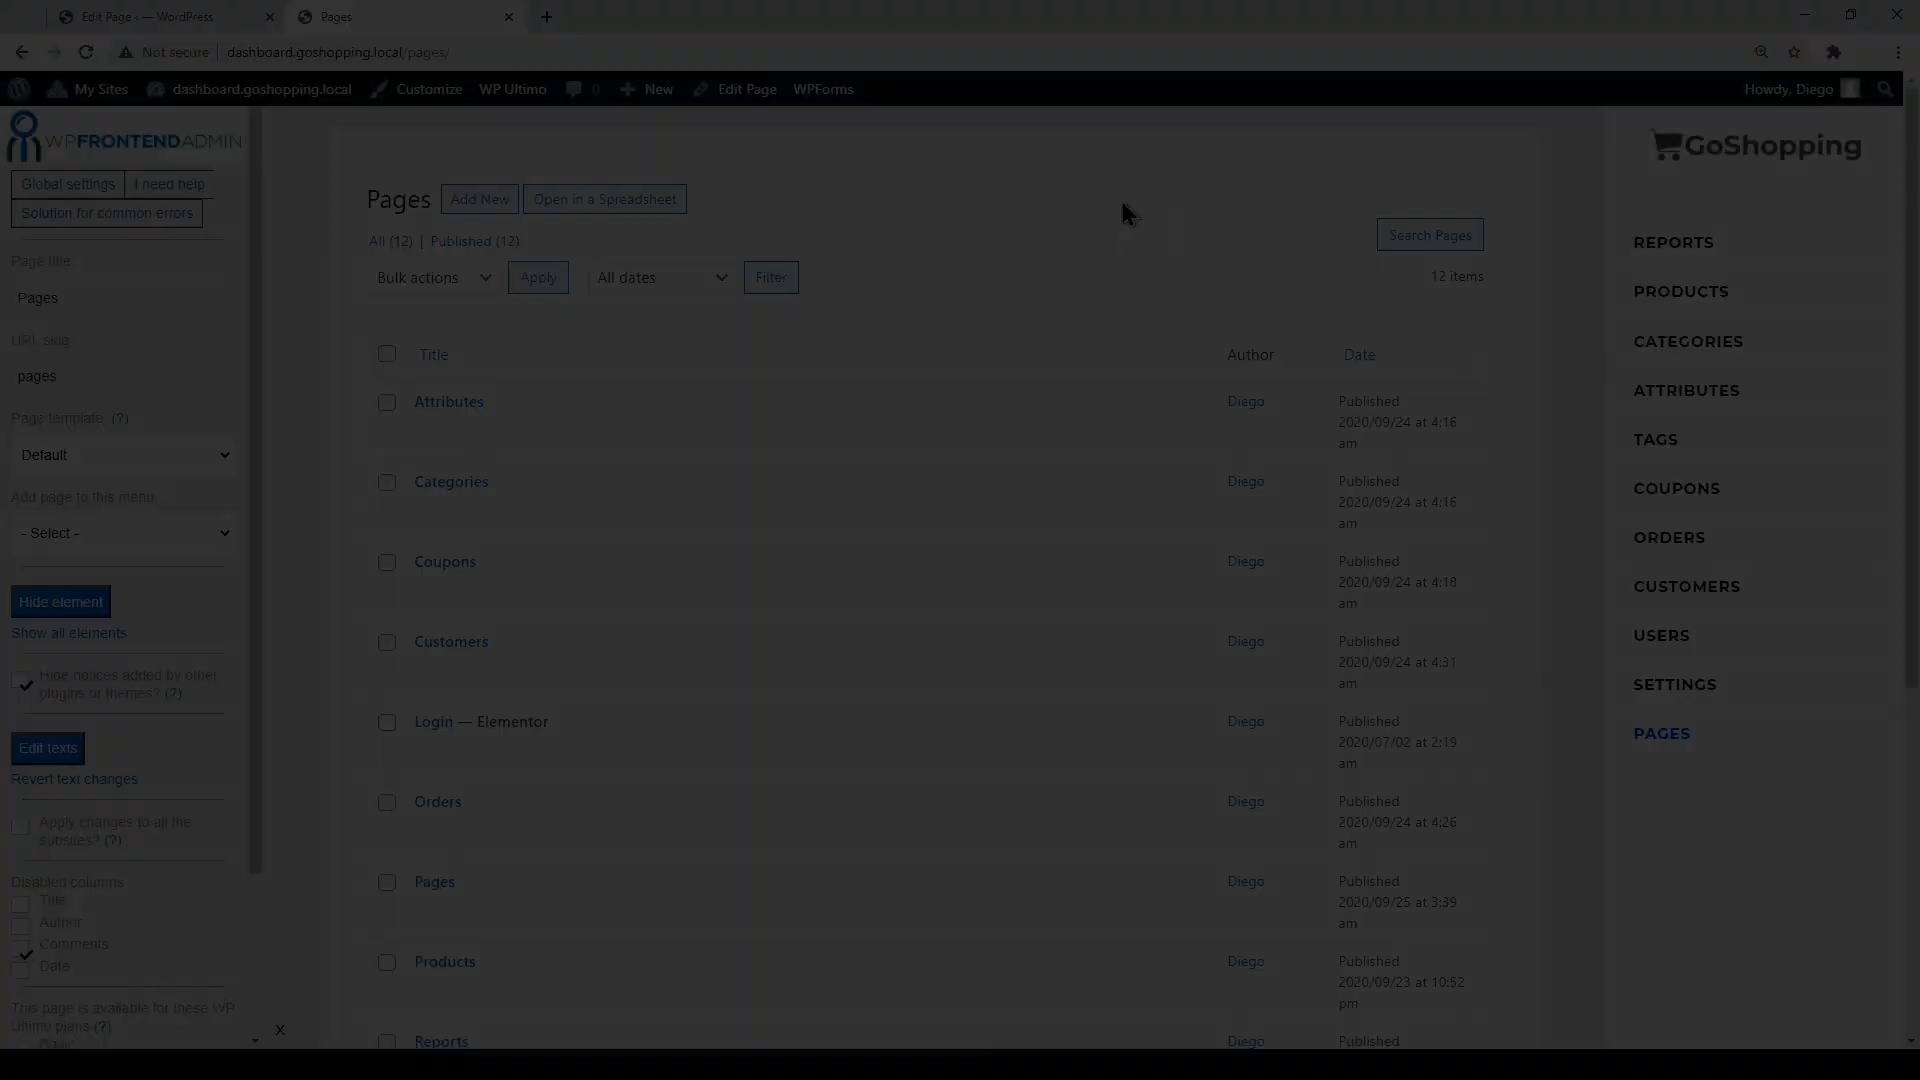 Edit Page ‹ — WordPress
Pages
Not secure
dashboard.goshopping.local/pages/
My Sites
dashboard.goshopping.local
Customize
WP Ultimo
0
New
Edit Page
WPForms
Howdy, Diego
WPFRONTENDADMIN
Global settings
I need help
Solution for common errors
Page title:
Pages
URL slug:
pages
Page template: (?)
Default
Add page to this menu:
- Select -
Hide element
Show all elements
Hide notices added by other
plugins or themes? (?)
Edit texts
Revert text changes
Apply changes to all the
subsites? (?)
Disabled columns
Title
Author
Comments
Date
This page is available for these WP
Ultimo plans (?)
X
Pages
Add New
Open in a Spreadsheet
All (12) | Published (12)
Search Pages
Bulk actions
Apply
All dates
Filter
12 items
Title
Author
Date
Attributes
Diego
Published
2020/09/24 at 4:16
am
Categories
Diego
Published
2020/09/24 at 4:16
am
Coupons
Diego
Published
2020/09/24 at 4:18
am
Customers
Diego
Published
2020/09/24 at 4:31
am
Login — Elementor
Diego
Published
2020/07/02 at 2:19
am
Orders
Diego
Published
2020/09/24 at 4:26
am
Pages
Diego
Published
2020/09/25 at 3:39
am
Products
Diego
Published
2020/09/23 at 10:52
pm
Reports
Diego
Published
GoShopping
REPORTS
PRODUCTS
CATEGORIES
ATTRIBUTES
TAGS
COUPONS
ORDERS
CUSTOMERS
USERS
SETTINGS
PAGES